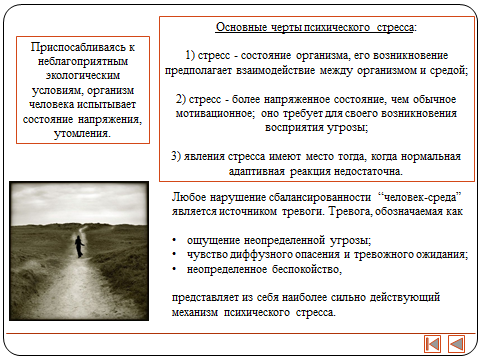 Приспосабливаясь к
неблагоприятным
экологическим
условиям, организм
человека испытывает
состояние напряжения,
утомления.
Основные черты психического стресса:
1) стресс - состояние организма, его возникновение
предполагает взаимодействие между организмом и средой;
2) стресс - более напряженное состояние, чем обычное
мотивационное; оно требует для своего возникновения
восприятия угрозы;
3) явления стресса имеют место тогда, когда нормальная
адаптивная реакция недостаточна.
Любое нарушение сбалансированности “человек-среда”
является источником тревоги. Тревога, обозначаемая как
• ощущение неопределенной угрозы;
• чувство диффузного опасения и тревожного ожидания;
• неопределенное беспокойство,
представляет из себя наиболее сильно действующий
механизм психического стресса.